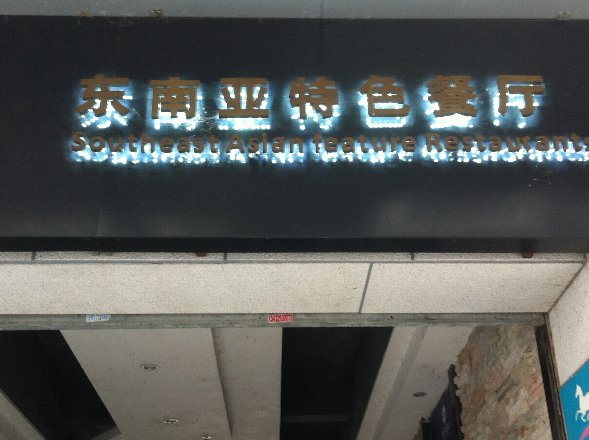 东南亚特色餐厅
Southeast Asian feature Restaurants